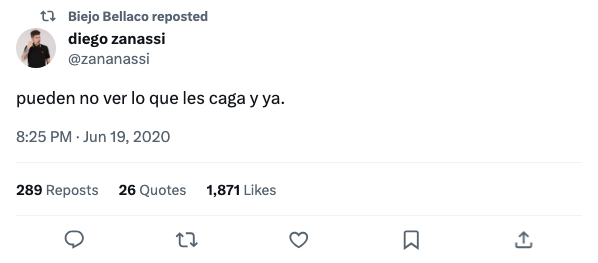 Biejo Bellaco reposted
diego zanassi
@zananassi
pueden no ver lo que les caga y ya.
8:25 PM · Jun 19, 2020
289 Reposts 26 Quotes 1,871 Likes